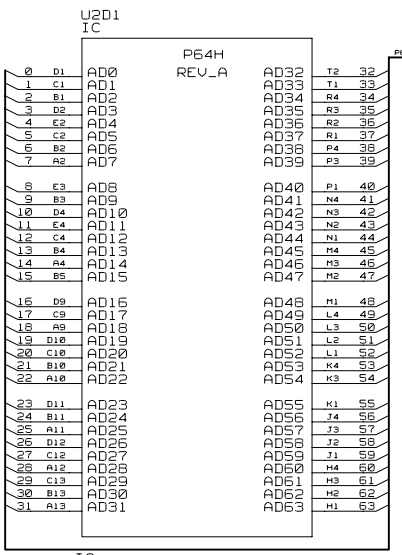 U2D1
IC
P64H
REV_A
P6
0 D1 AD0 AD32 T2 32
1 C1 AD1 AD33 T1 33
2 B1 AD2 AD34 R4 34
3 D2 AD3 AD35 R3 35
4 E2 AD4 AD36 R2 36
5 C2 AD5 AD37 R1 37
6 B2 AD6 AD38 P4 38
7 A2 AD7 AD39 P3 39
8 E3 AD8 AD40 P1 40
9 B3 AD9 AD41 N4 41
10 D4 AD10 AD42 N3 42
11 E4 AD11 AD43 N2 43
12 C4 AD12 AD44 N1 44
13 B4 AD13 AD45 M4 45
14 A4 AD14 AD46 M3 46
15 B5 AD15 AD47 M2 47
16 D9 AD16 AD48 M1 48
17 C9 AD17 AD49 L4 49
18 A9 AD18 AD50 L3 50
19 D10 AD19 AD51 L2 51
20 C10 AD20 AD52 L1 52
21 B10 AD21 AD53 K4 53
22 A10 AD22 AD54 K3 54
23 D11 AD23 AD55 K1 55
24 B11 AD24 AD56 J4 56
25 A11 AD25 AD57 J3 57
26 D12 AD26 AD58 J2 58
27 C12 AD27 AD59 J1 59
28 A12 AD28 AD60 H4 60
29 C13 AD29 AD61 H3 61
30 B13 AD30 AD62 H2 62
31 A13 AD31 AD63 H1 63